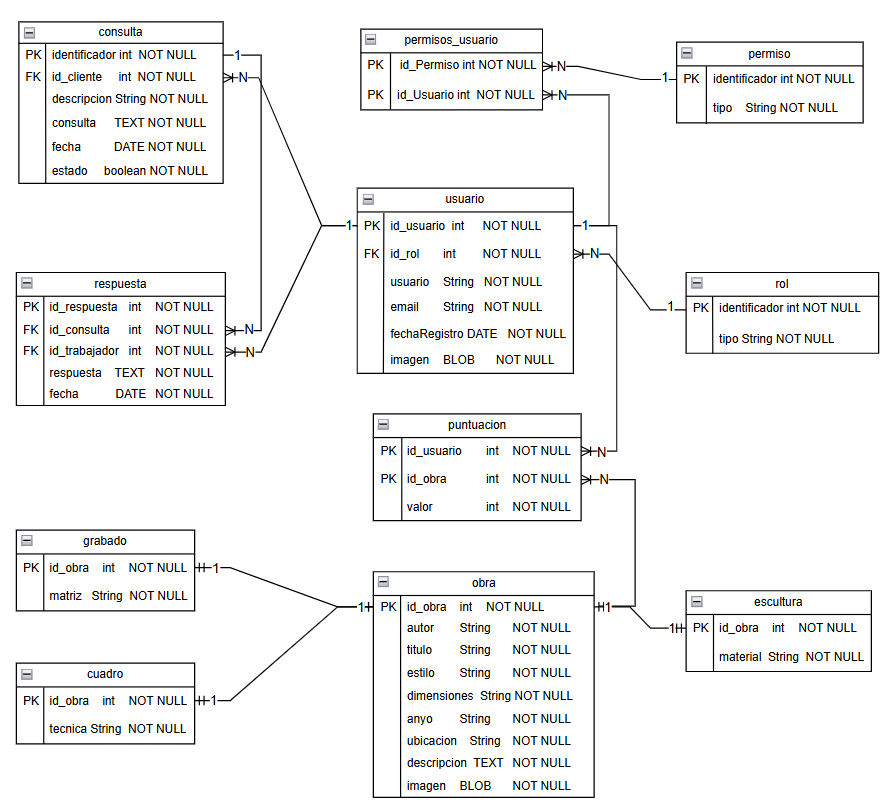 consulta
PK identificador int NOT NULL 1
FK id_cliente int NOT NULL N
descripcion String NOT NULL
consulta TEXT NOT NULL
fecha DATE NOT NULL
estado boolean NOT NULL
permisos_usuario
PK id_Permiso int NOT NULL N
PK id_Usuario int NOT NULL N
permiso
1 PK identificador int NOT NULL
tipo String NOT NULL
usuario
1 PK id_usuario int NOT NULL 1
FK id_rol int NOT NULL N
usuario String NOT NULL
email String NOT NULL
fechaRegistro DATE NOT NULL
imagen BLOB NOT NULL
respuesta
PK id_respuesta int NOT NULL
FK id_consulta int NOT NULL N
FK id_trabajador int NOT NULL N
respuesta TEXT NOT NULL
fecha DATE NOT NULL
rol
1 PK identificador int NOT NULL
tipo String NOT NULL
puntuacion
PK id_usuario int NOT NULL N
PK id_obra int NOT NULL N
valor int NOT NULL
grabado
PK id_obra int NOT NULL 1
matriz String NOT NULL
obra
1 PK id_obra int NOT NULL 1
autor String NOT NULL
titulo String NOT NULL
estilo String NOT NULL
dimensiones String NOT NULL
anyo String NOT NULL
ubicacion String NOT NULL
descripcion TEXT NOT NULL
imagen BLOB NOT NULL
escultura
1 PK id_obra int NOT NULL
material String NOT NULL
cuadro
PK id_obra int NOT NULL 1
tecnica String NOT NULL